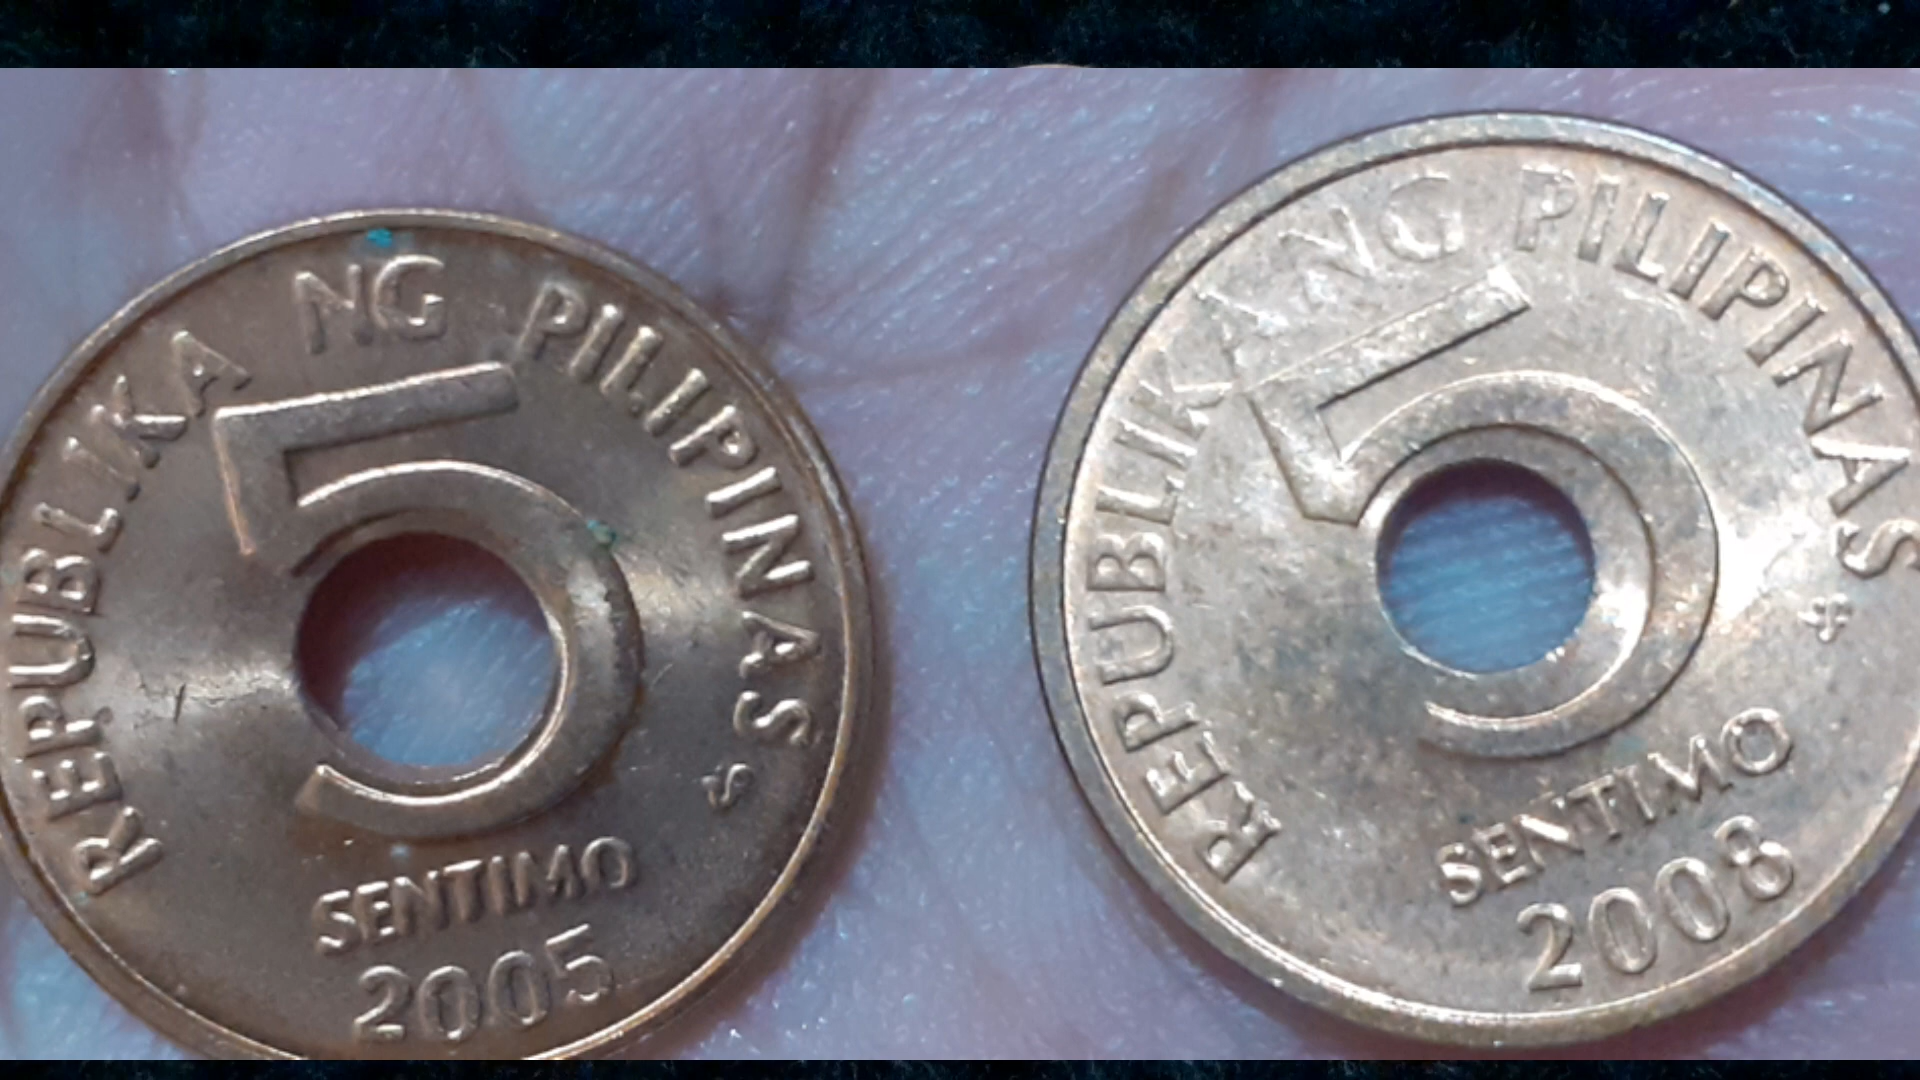 REPUBLIKA NG PILIPINAS
5
SENTIMO
2005
REPUBLIKA NG PILIPINAS
5
SENTIMO
2008